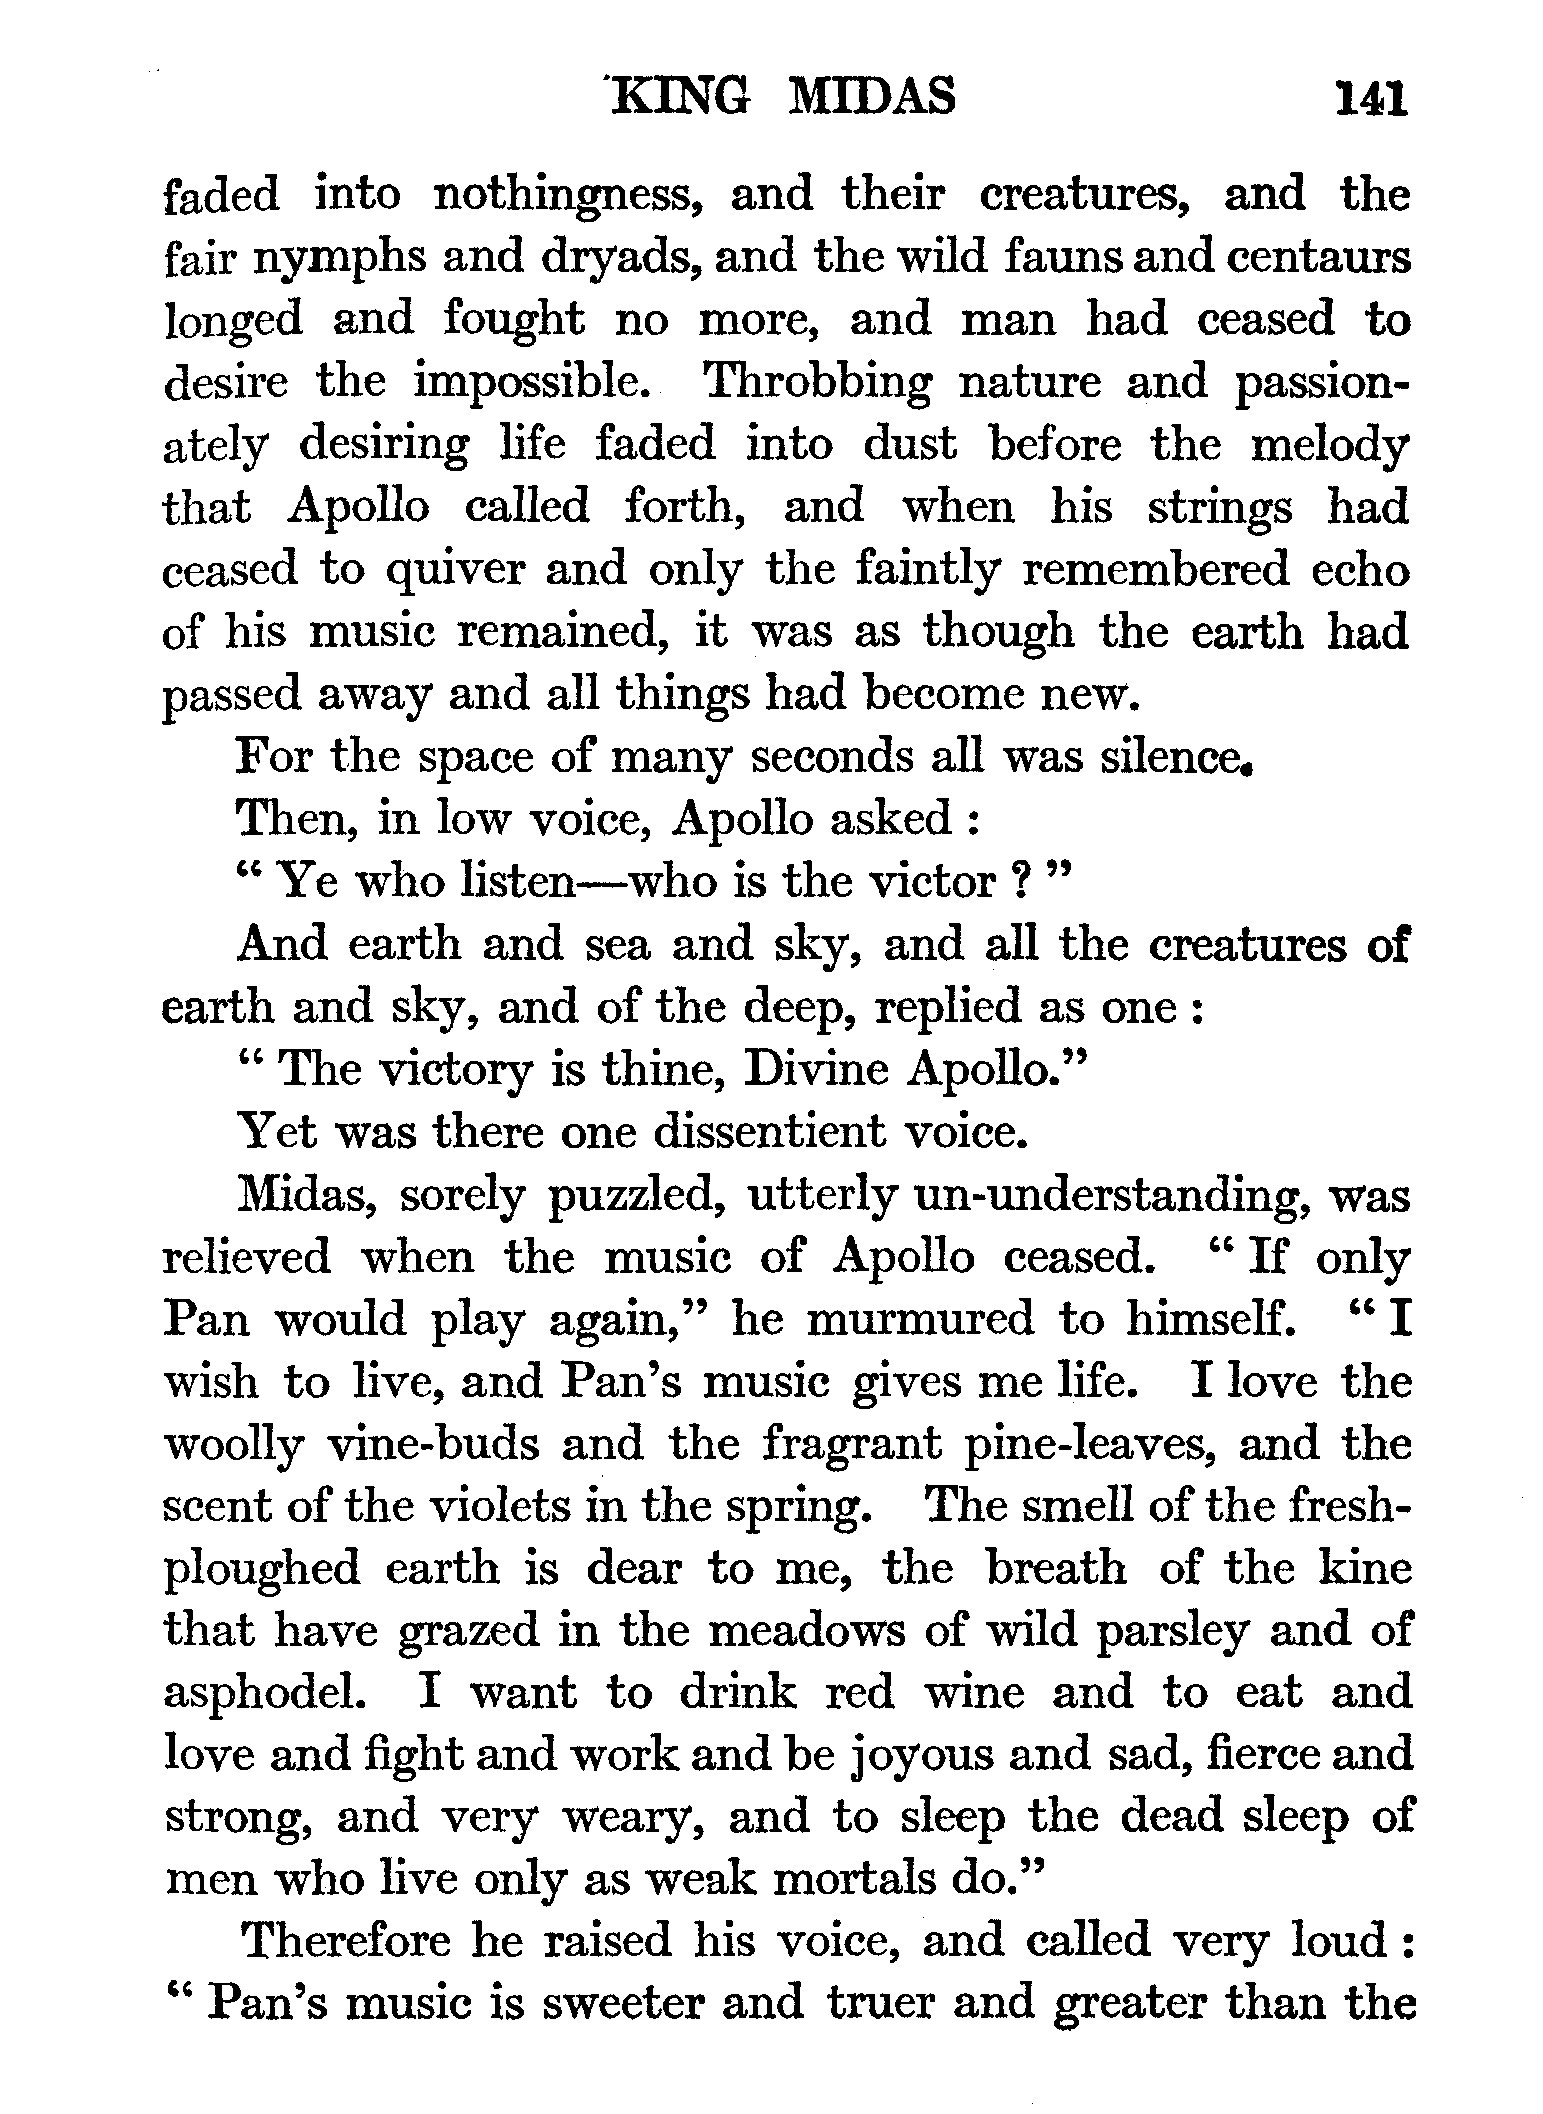 KING MIDAS 141
faded into nothingness, and their creatures, and the
fair nymphs and dryads, and the wild fauns and centaurs
longed and fought no more, and man had ceased to
desire the impossible. Throbbing nature and passion-
ately desiring life faded into dust before the melody
that Apollo called forth, and when his strings had
ceased to quiver and only the faintly remembered echo
of his music remained, it was as though the earth had
passed away and all things had become new.
For the space of many seconds all was silence.
Then, in low voice, Apollo asked :
“ Ye who listen—who is the victor ? ”
And earth and sea and sky, and all the creatures of
earth and sky, and of the deep, replied as one :
“ The victory is thine, Divine Apollo.”
Yet was there one dissentient voice.
Midas, sorely puzzled, utterly un-understanding, was
relieved when the music of Apollo ceased. “ If only
Pan would play again,” he murmured to himself. “ I
wish to live, and Pan’s music gives me life. I love the
woolly vine-buds and the fragrant pine-leaves, and the
scent of the violets in the spring. The smell of the fresh-
ploughed earth is dear to me, the breath of the kine
that have grazed in the meadows of wild parsley and of
asphodel. I want to drink red wine and to eat and
love and fight and work and be joyous and sad, fierce and
strong, and very weary, and to sleep the dead sleep of
men who live only as weak mortals do.”
Therefore he raised his voice, and called very loud :
“ Pan’s music is sweeter and truer and greater than the